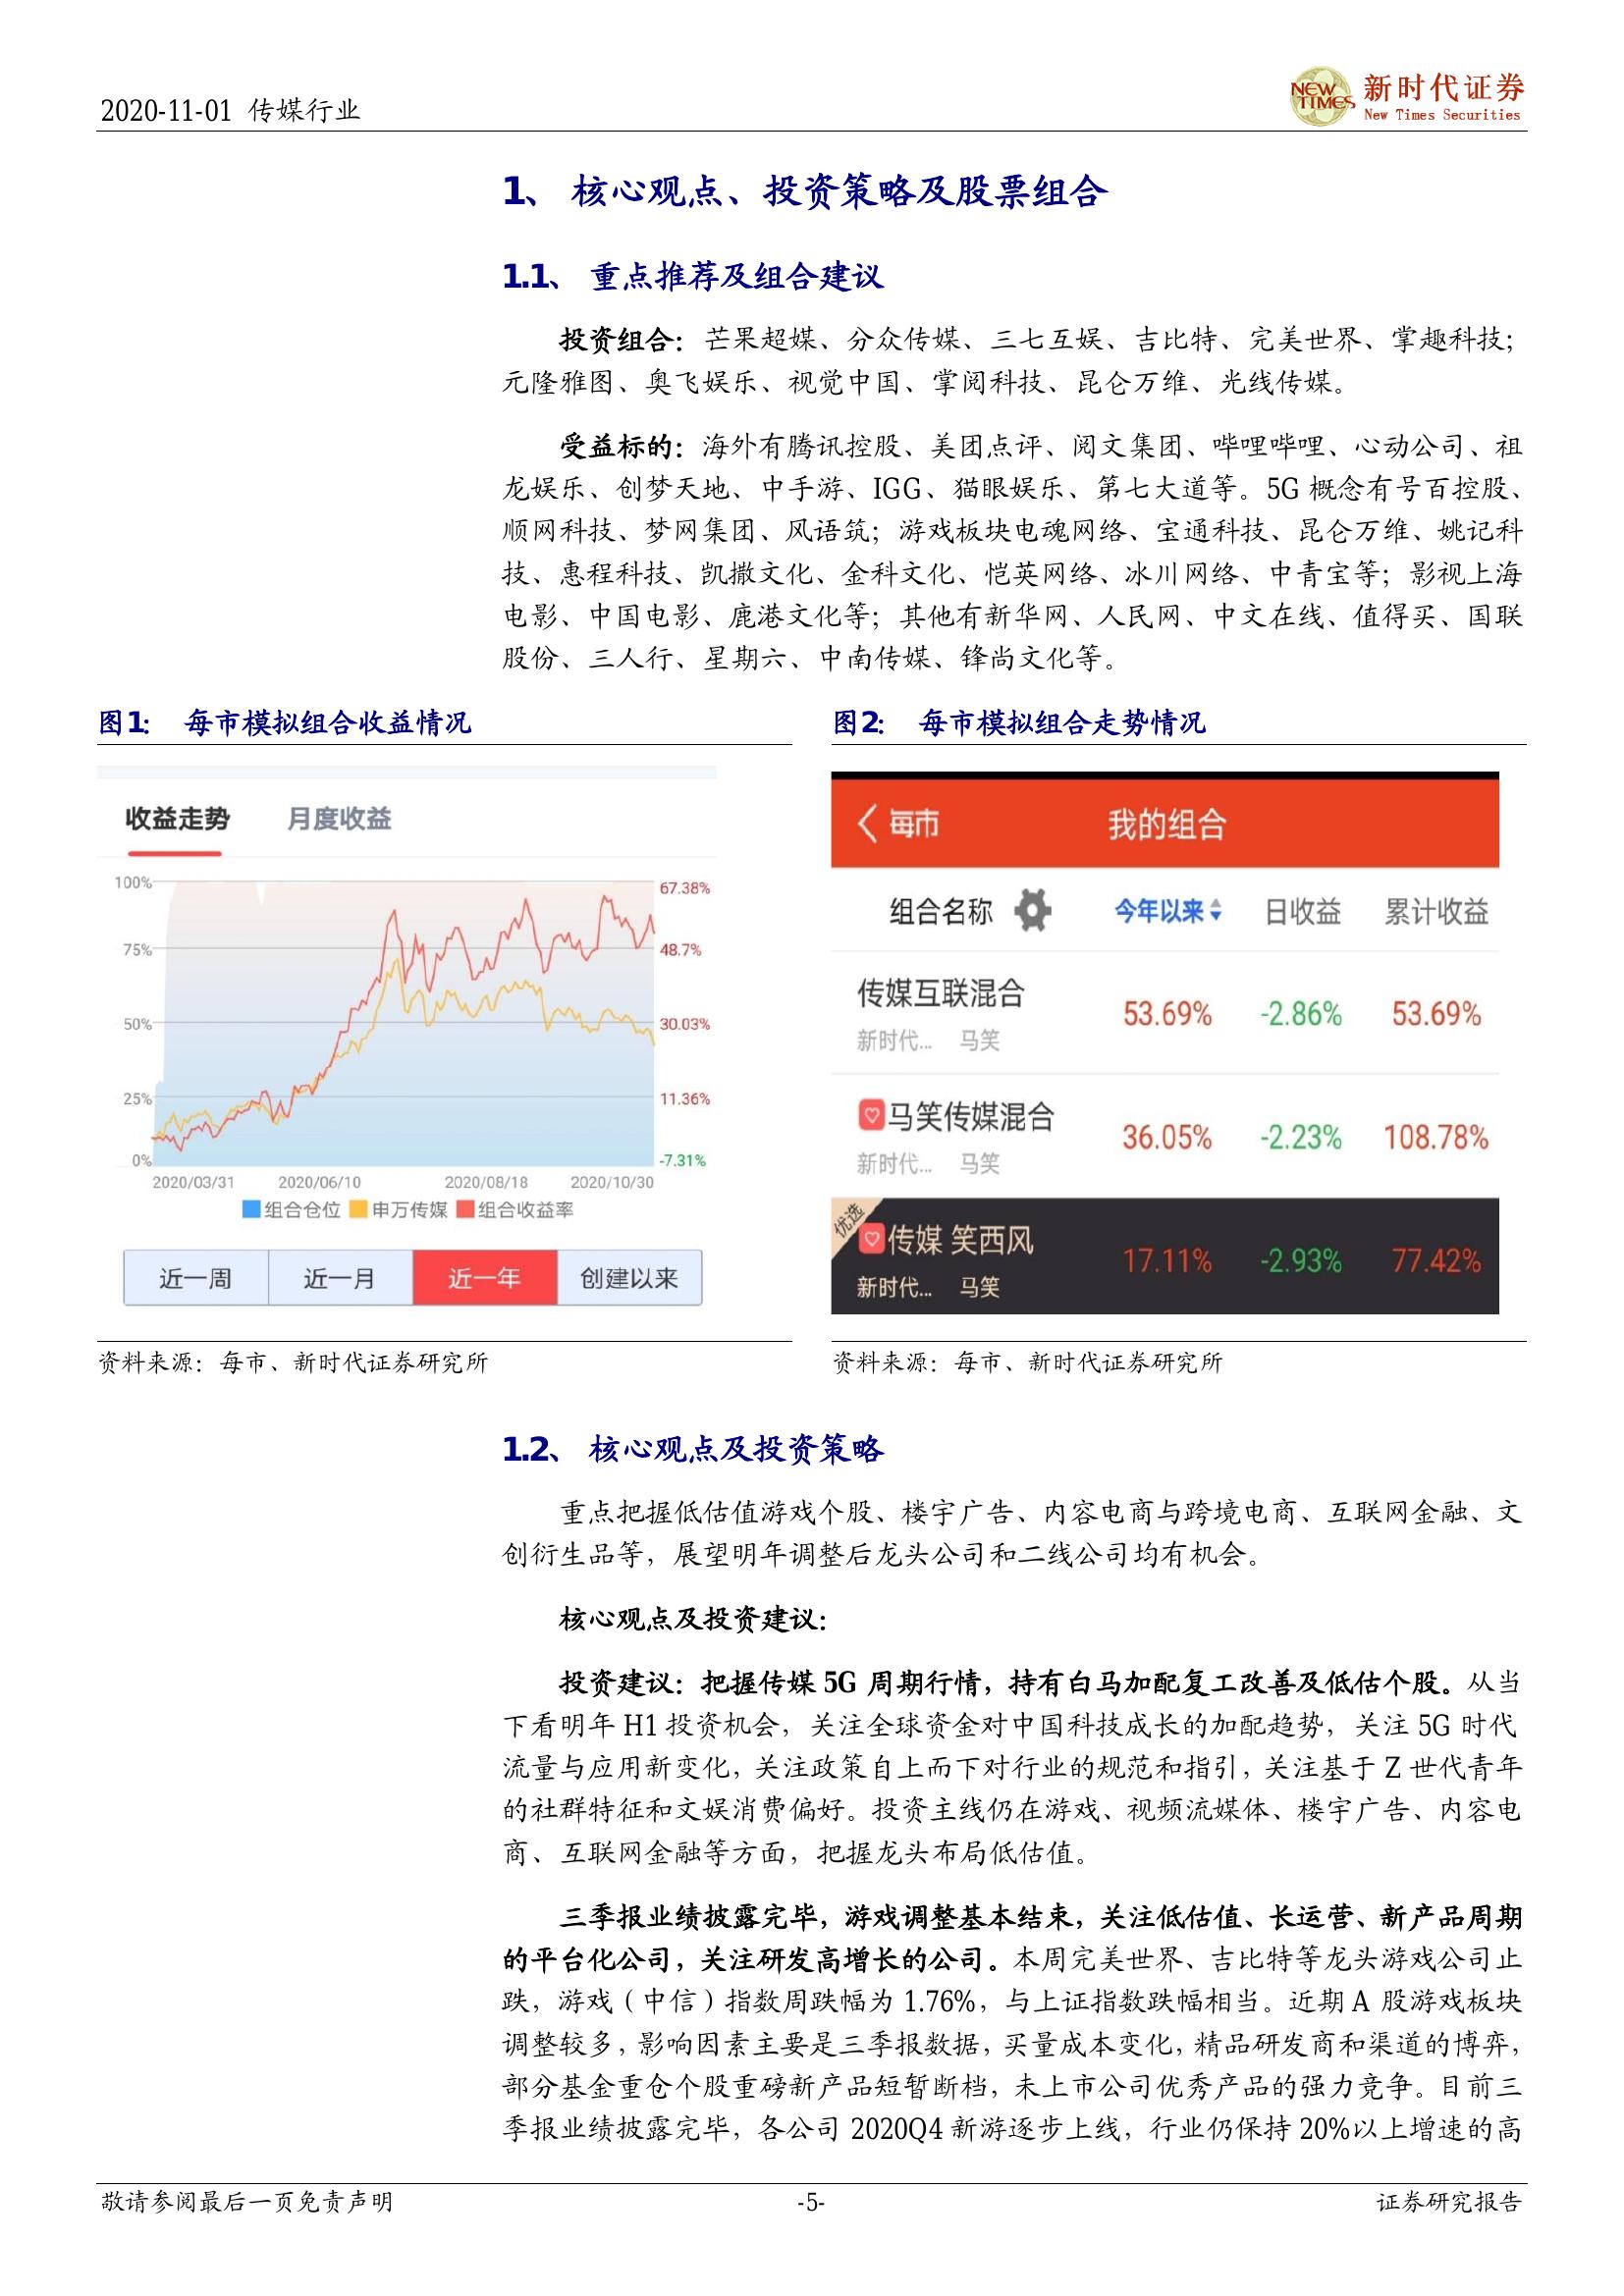 2020-11-01 传媒行业
NEW TIMES
新时代证券
New Times Securities
1、 核心观点、投资策略及股票组合
1.1、 重点推荐及组合建议
投资组合：芒果超媒、分众传媒、三七互娱、吉比特、完美世界、掌趣科技；
元隆雅图、奥飞娱乐、视觉中国、掌阅科技、昆仑万维、光线传媒。
受益标的：海外有腾讯控股、美团点评、阅文集团、哔哩哔哩、心动公司、祖
龙娱乐、创梦天地、中手游、IGG、猫眼娱乐、第七大道等。5G 概念有号百控股、
顺网科技、梦网集团、风语筑；游戏板块电魂网络、宝通科技、昆仑万维、姚记科
技、惠程科技、凯撒文化、金科文化、恺英网络、冰川网络、中青宝等；影视上海
电影、中国电影、鹿港文化等；其他有新华网、人民网、中文在线、值得买、国联
股份、三人行、星期六、中南传媒、锋尚文化等。
图1： 每市模拟组合收益情况
收益走势 月度收益
100%
75%
50%
25%
0%
67.38%
48.7%
30.03%
11.36%
-7.31%
2020/03/31 2020/06/10 2020/08/18 2020/10/30
组合仓位 申万传媒 组合收益率
近一周 近一月 近一年 创建以来
资料来源：每市、新时代证券研究所
图2： 每市模拟组合走势情况
每市 我的组合
组合名称 今年以来 日收益 累计收益
传媒互联混合 53.69% -2.86% 53.69%
新时代... 马笑
马笑传媒混合 36.05% -2.23% 108.78%
新时代... 马笑
优选
传媒 笑西风 17.11% -2.93% 77.42%
新时代... 马笑
资料来源：每市、新时代证券研究所
1.2、 核心观点及投资策略
重点把握低估值游戏个股、楼宇广告、内容电商与跨境电商、互联网金融、文
创衍生品等，展望明年调整后龙头公司和二线公司均有机会。
核心观点及投资建议：
投资建议：把握传媒 5G 周期行情，持有白马加配复工改善及低估个股。从当
下看明年 H1 投资机会，关注全球资金对中国科技成长的加配趋势，关注 5G 时代
流量与应用新变化，关注政策自上而下对行业的规范和指引，关注基于 Z 世代青年
的社群特征和文娱消费偏好。投资主线仍在游戏、视频流媒体、楼宇广告、内容电
商、互联网金融等方面，把握龙头布局低估值。
三季报业绩披露完毕，游戏调整基本结束，关注低估值、长运营、新产品周期
的平台化公司，关注研发高增长的公司。本周完美世界、吉比特等龙头游戏公司止
跌，游戏（中信）指数周跌幅为 1.76%，与上证指数跌幅相当。近期 A 股游戏板块
调整较多，影响因素主要是三季报数据，买量成本变化，精品研发商和渠道的博弈，
部分基金重仓个股重磅新产品短暂断档，未上市公司优秀产品的强力竞争。目前三
季报业绩披露完毕，各公司 2020Q4 新游逐步上线，行业仍保持 20%以上增速的高
敬请参阅最后一页免责声明 -5- 证券研究报告